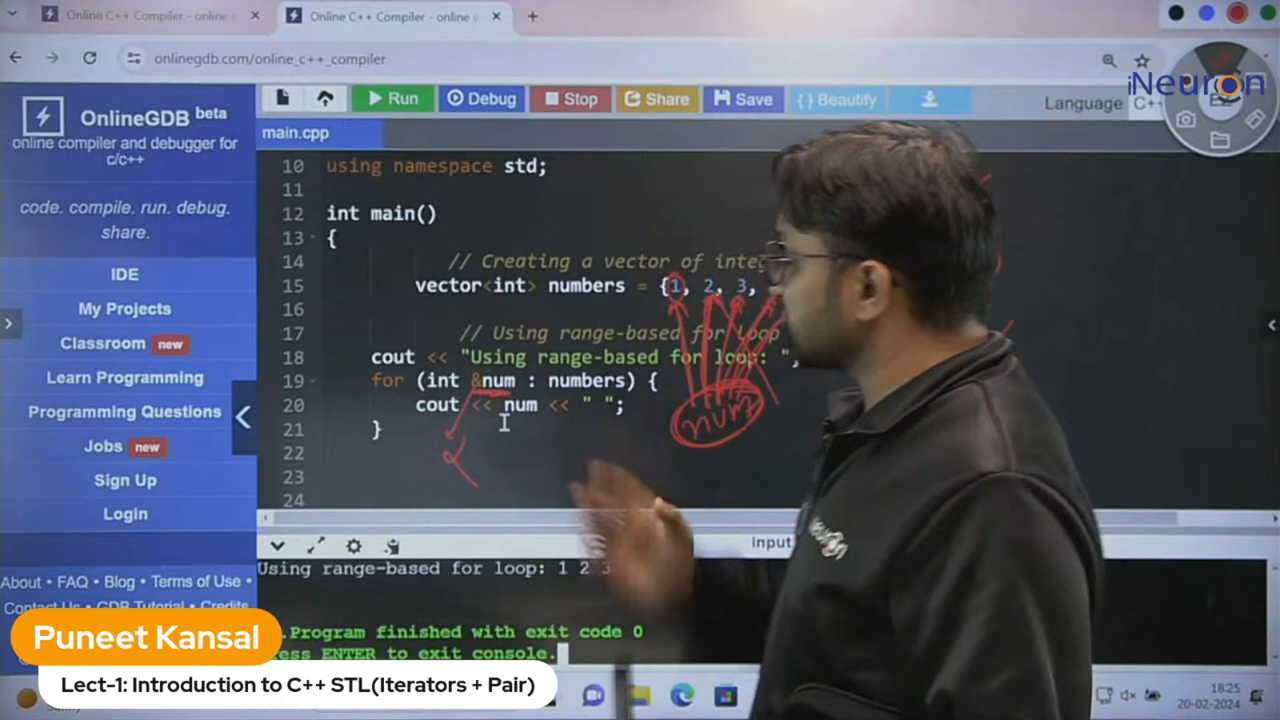 Online C++ Compiler - online e
Online C++ Compiler - online e
onlinegdb.com/online_c++_compiler
iNeuron
OnlineGDB beta
online compiler and debugger for c/c++
code. compile. run. debug. share.
IDE
My Projects
Classroom new
Learn Programming
Programming Questions
Jobs new
Sign Up
Login
About • FAQ • Blog • Terms of Use •
Contact Us • GDB Tutorial • Credits
Run Debug Stop Share Save { } Beautify
Language C++
main.cpp
10 using namespace std;
11
12 int main()
13 {
14 // Creating a vector of
15 vector<int> numbers = {1, 2, 3,
16
17 // Using range-based for loop
18 cout << "Using range-based for loop: ";
19 for (int &num : numbers) {
20 cout << num << " ";
21 }
22
23
24
num
input
Using range-based for loop: 1 2 3
.Program finished with exit code 0
ess ENTER to exit console.
iNeuron
Puneet Kansal
Lect-1: Introduction to C++ STL(Iterators + Pair)
18:25
20-02-2024